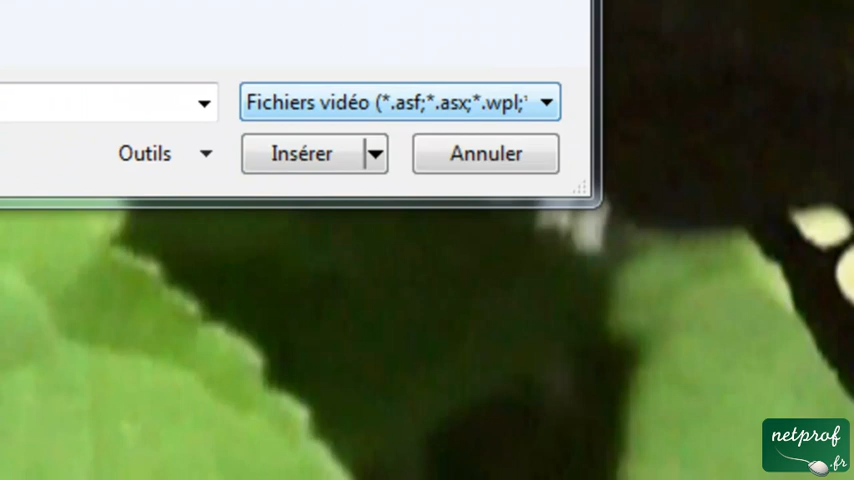 Fichiers vidéo (*.asf;*.asx;*.wpl;
Outils
Insérer
Annuler
netprof
.fr